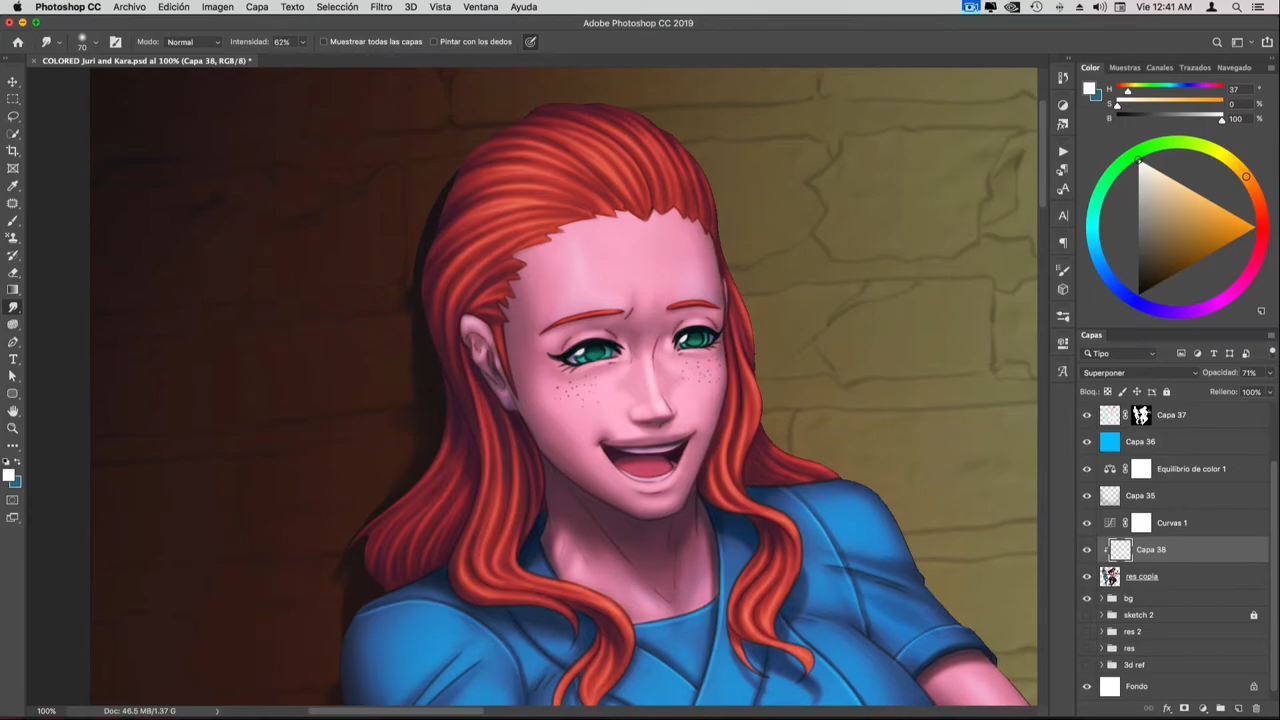 Photoshop CC Archivo Edición Imagen Capa Texto Selección Filtro 3D Vista Ventana Ayuda Vie 12:41 AM
Adobe Photoshop CC 2019
70 Modo: Normal Intensidad: 62% Muestrear todas las capas Pintar con los dedos
COLORED Juri and Kara.psd al 100% (Capa 38, RGB/8) *
Color Muestras Canales Trazados Navegado
H 37 °
S 0 %
B 100 %
Capas
Tipo
Superponer Opacidad: 71%
Bloq.: Relleno: 100%
Capa 37
Capa 36
Equilibrio de color 1
Capa 35
Curvas 1
Capa 38
res copia
bg
sketch 2
res 2
res
3d ref
Fondo
100% Doc: 46.5 MB/1.37 G